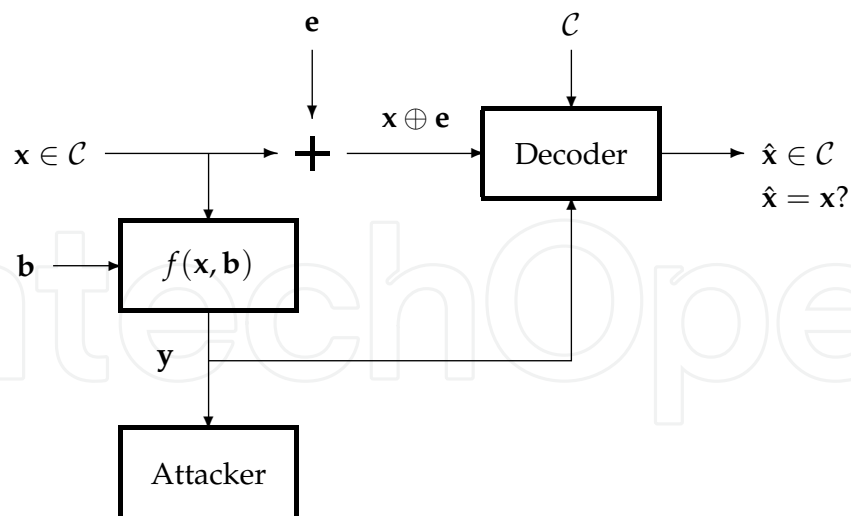 e
𝒞
x ⊕ e
x ∈ 𝒞
+
Decoder
x̂ ∈ 𝒞
x̂ = x?
b
f(x, b)
y
Attacker